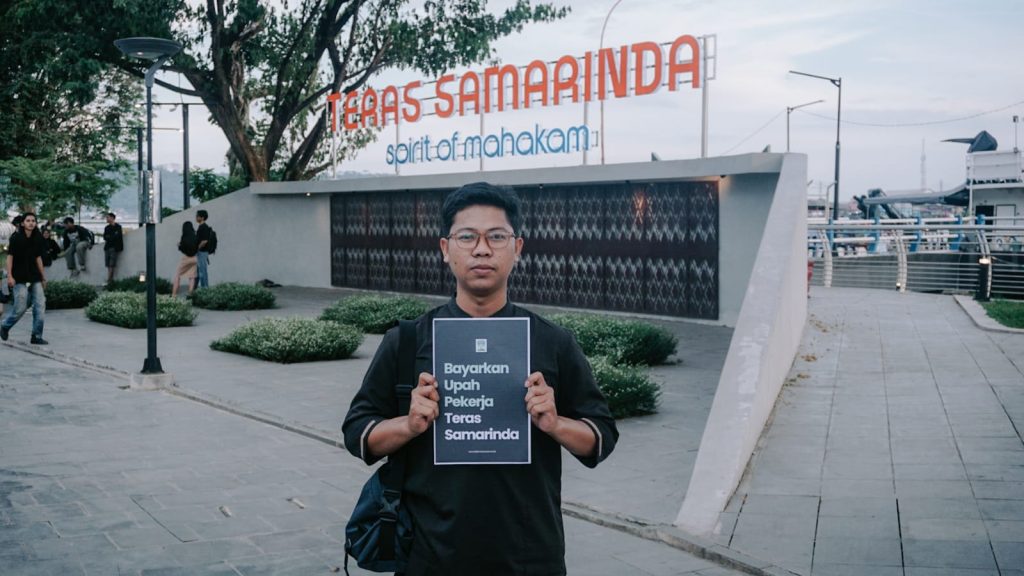 TERAS SAMARINDA
spirit of mahakam
Bayarkan
Upah
Pekerja
Teras
Samarinda